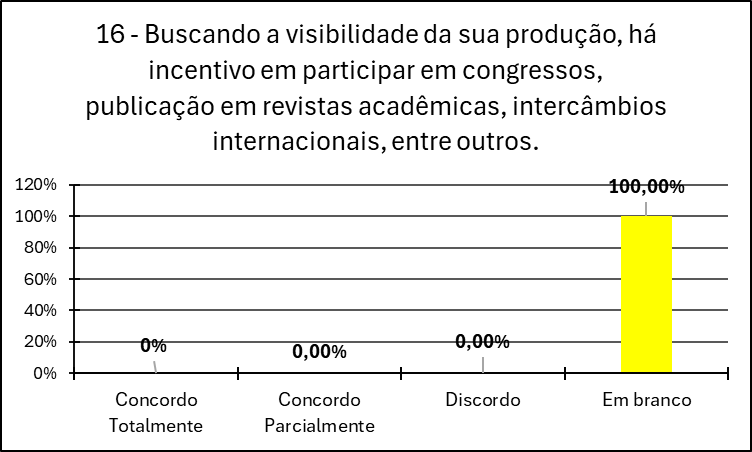 16 - Buscando a visibilidade da sua produção, há
incentivo em participar em congressos,
publicação em revistas acadêmicas, intercâmbios
internacionais, entre outros.
120%
100%
80%
60%
40%
20%
0%
0%
0,00%
0,00%
100,00%
Concordo
Totalmente
Concordo
Parcialmente
Discordo
Em branco